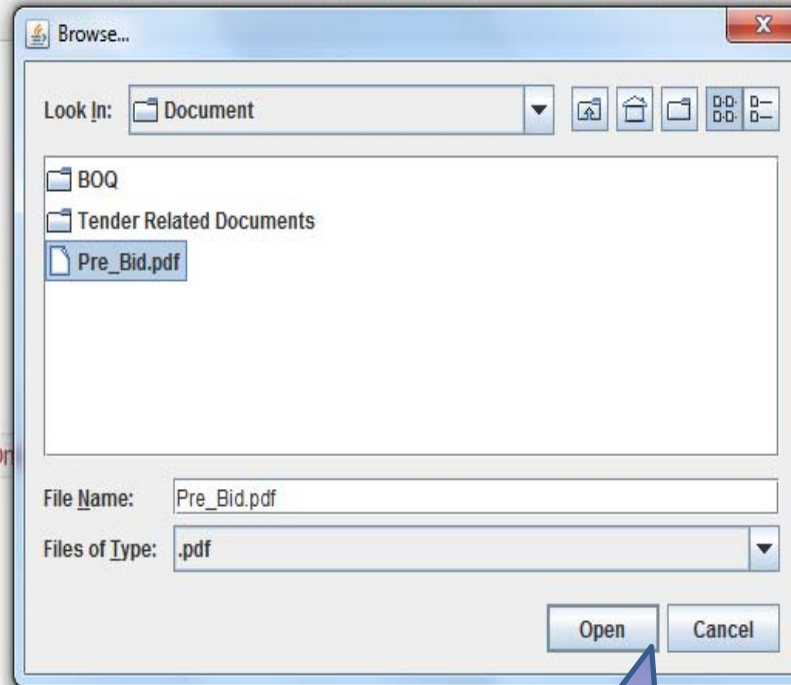 Browse...
Look In: Document
BOQ
Tender Related Documents
Pre_Bid.pdf
File Name: Pre_Bid.pdf
Files of Type: .pdf
Open Cancel